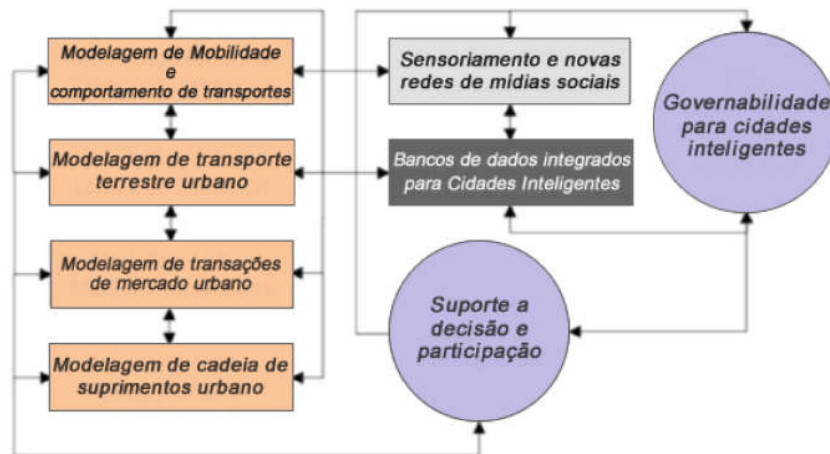 Modelagem de Mobilidade
e
comportamento de transportes
Modelagem de transporte
terrestre urbano
Modelagem de transações
de mercado urbano
Modelagem de cadeia de
suprimentos urbano
Sensoriamento e novas
redes de mídias sociais
Bancos de dados integrados
para Cidades Inteligentes
Suporte a
decisão e
participação
Governabilidade
para cidades
inteligentes